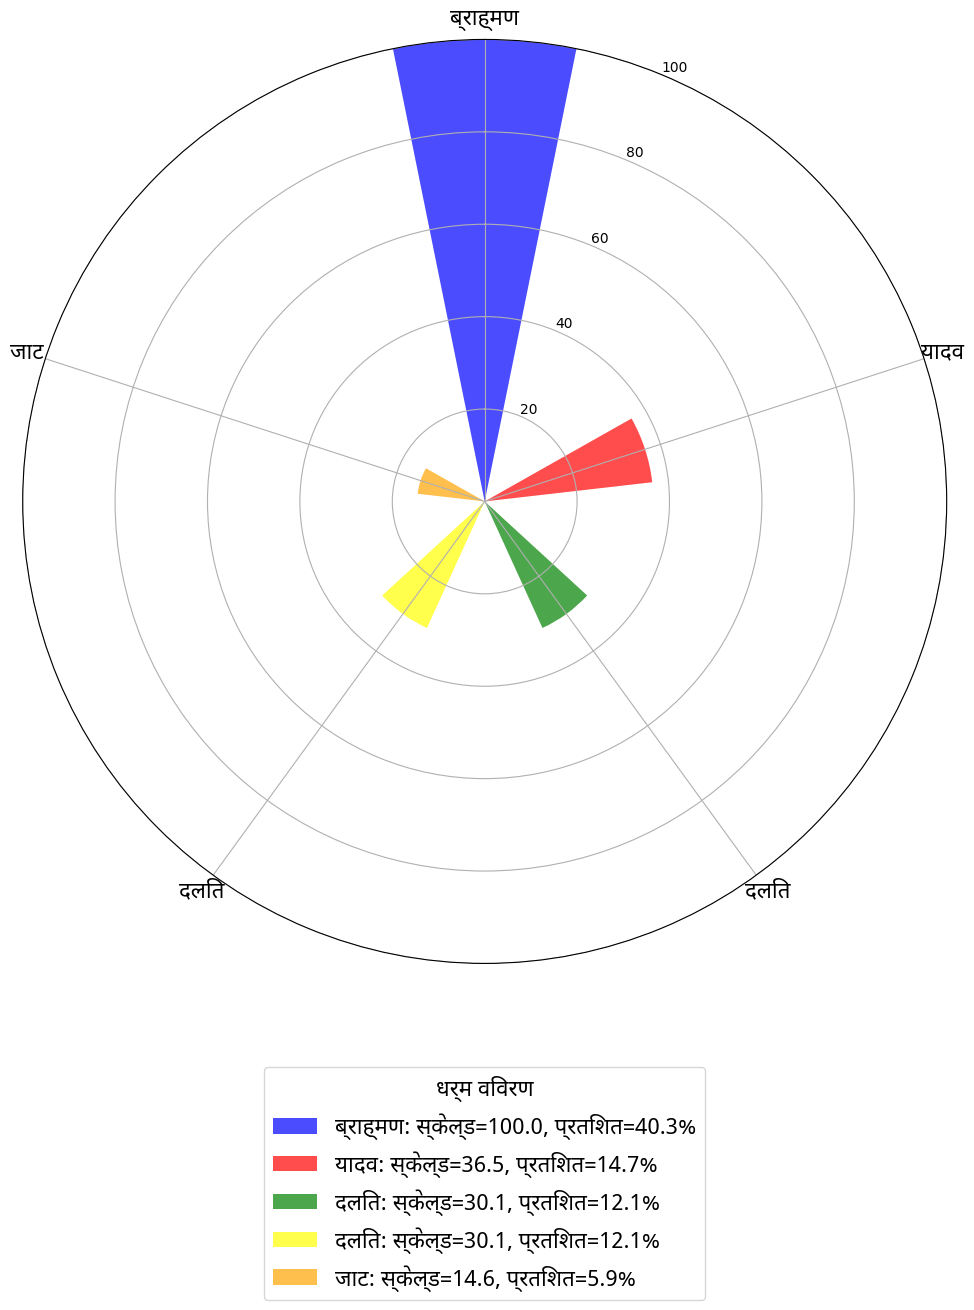 ब्राह्मण
100
80
60
40
20
जाट
यादव
दलित
दलित
धर्म विवरण
ब्राह्मण: स्केल्ड=100.0, प्रतिशत=40.3%
यादव: स्केल्ड=36.5, प्रतिशत=14.7%
दलित: स्केल्ड=30.1, प्रतिशत=12.1%
दलित: स्केल्ड=30.1, प्रतिशत=12.1%
जाट: स्केल्ड=14.6, प्रतिशत=5.9%